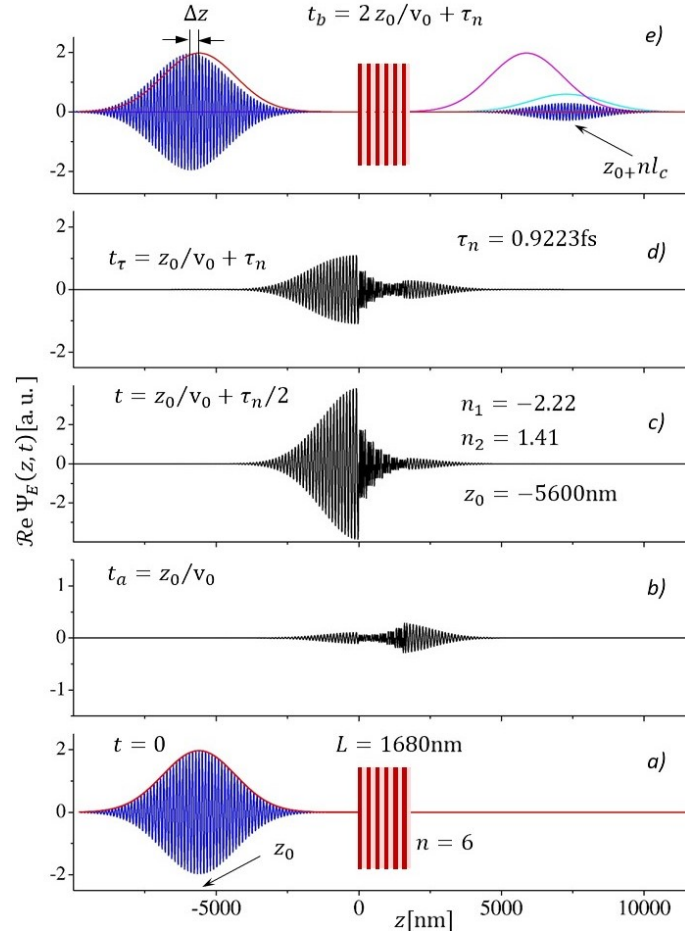 Δz
t_b = 2 z_0/v_0 + τ_n
e)
2
0
-2
z_{0+}nl_c
2
0
-2
t_τ = z_0/v_0 + τ_n
τ_n = 0.9223fs
d)
2
0
-2
t = z_0/v_0 + τ_n/2
n_1 = −2.22
n_2 = 1.41
z_0 = −5600nm
c)
ℛe Ψ_E(z, t)[a. u.]
1
0
-1
t_a = z_0/v_0
b)
2
0
-2
t = 0
L = 1680nm
a)
z_0
n = 6
-5000
0
5000
10000
z[nm]